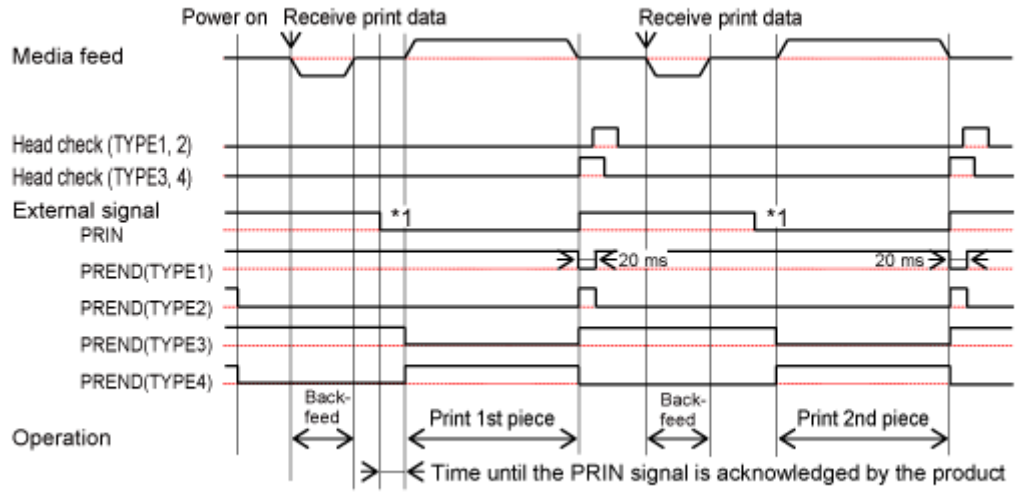 Power on Receive print data Receive print data
Media feed
Head check (TYPE1, 2)
Head check (TYPE3, 4)
External signal
PRIN *1 *1
PREND(TYPE1) 20 ms 20 ms
PREND(TYPE2)
PREND(TYPE3)
PREND(TYPE4)
Back-
feed
Back-
feed
Print 1st piece Print 2nd piece
Operation
Time until the PRIN signal is acknowledged by the product